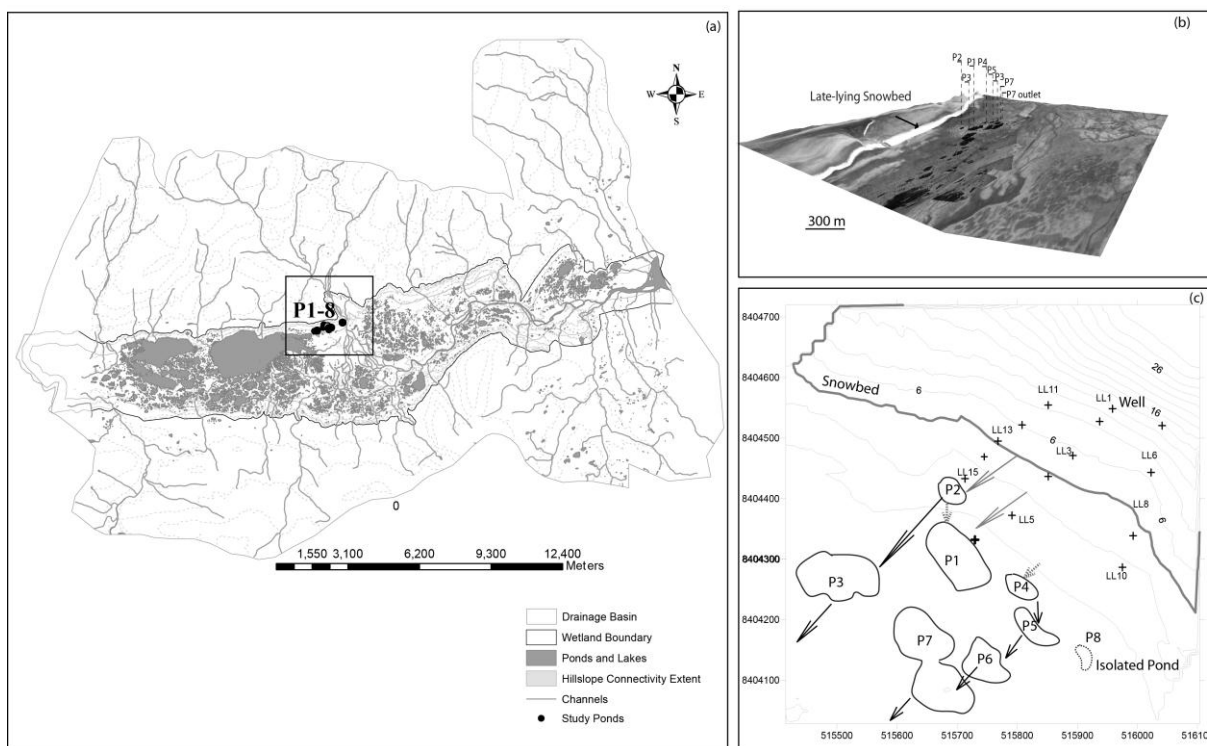 (a)
N
W E
S
P1-8
0
1,550 3,100 6,200 9,300 12,400
Meters
Drainage Basin
Wetland Boundary
Ponds and Lakes
Hillslope Connectivity Extent
Channels
Study Ponds
(b)
P2 P1 P4
P3 P5 P3
P7
P7 outlet
Late-lying Snowbed
300 m
(c)
8404700
8404600
8404500
8404400
8404300
8404200
8404100
26
Snowbed 6 LL11 LL1 Well
16
LL13 6 LL3 LL6
LL15
P2 LL8 6
LL5
P1
P3 P4 LL10
P7 P5 P8
P6 Isolated Pond
515500 515600 515700 515800 515900 516000 51610